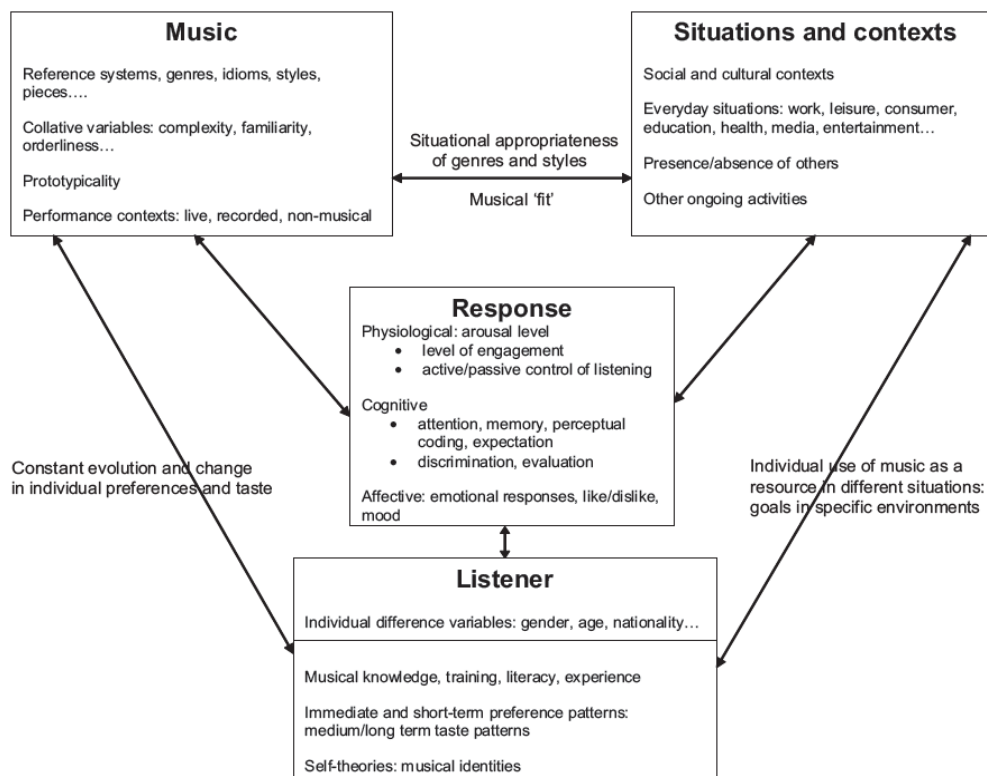 Music
Reference systems, genres, idioms, styles,
pieces….
Collative variables: complexity, familiarity,
orderliness…
Prototypicality
Performance contexts: live, recorded, non-musical
Situational appropriateness
of genres and styles
Musical ‘fit’
Situations and contexts
Social and cultural contexts
Everyday situations: work, leisure, consumer,
education, health, media, entertainment…
Presence/absence of others
Other ongoing activities
Response
Physiological: arousal level
• level of engagement
• active/passive control of listening
Cognitive
• attention, memory, perceptual
coding, expectation
• discrimination, evaluation
Affective: emotional responses, like/dislike,
mood
Constant evolution and change
in individual preferences and taste
Individual use of music as a
resource in different situations:
goals in specific environments
Listener
Individual difference variables: gender, age, nationality…
Musical knowledge, training, literacy, experience
Immediate and short-term preference patterns:
medium/long term taste patterns
Self-theories: musical identities